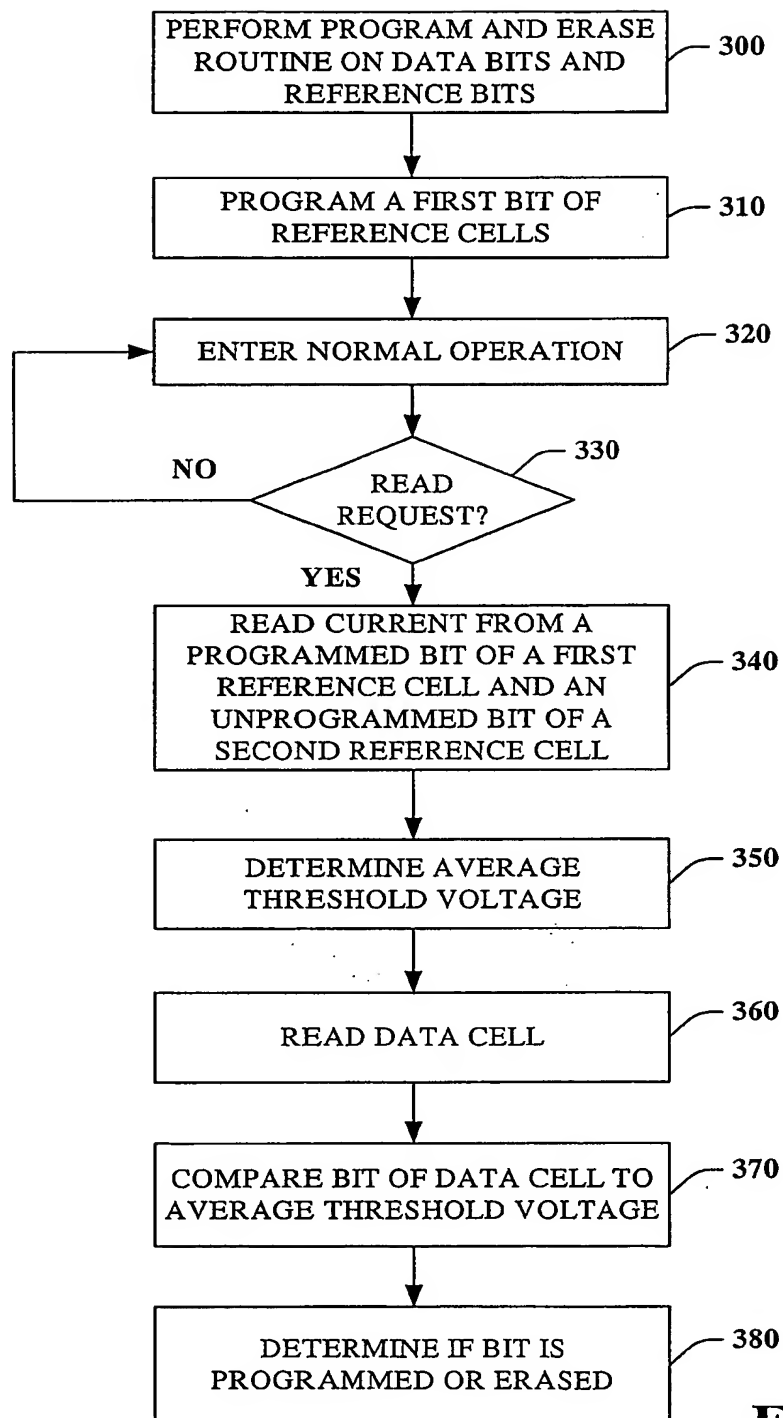 PERFORM PROGRAM AND ERASE
ROUTINE ON DATA BITS AND
REFERENCE BITS
300
PROGRAM A FIRST BIT OF
REFERENCE CELLS
310
ENTER NORMAL OPERATION
320
NO
READ
REQUEST?
330
YES
READ CURRENT FROM A
PROGRAMMED BIT OF A FIRST
REFERENCE CELL AND AN
UNPROGRAMMED BIT OF A
SECOND REFERENCE CELL
340
DETERMINE AVERAGE
THRESHOLD VOLTAGE
350
READ DATA CELL
360
COMPARE BIT OF DATA CELL TO
AVERAGE THRESHOLD VOLTAGE
370
DETERMINE IF BIT IS
PROGRAMMED OR ERASED
380